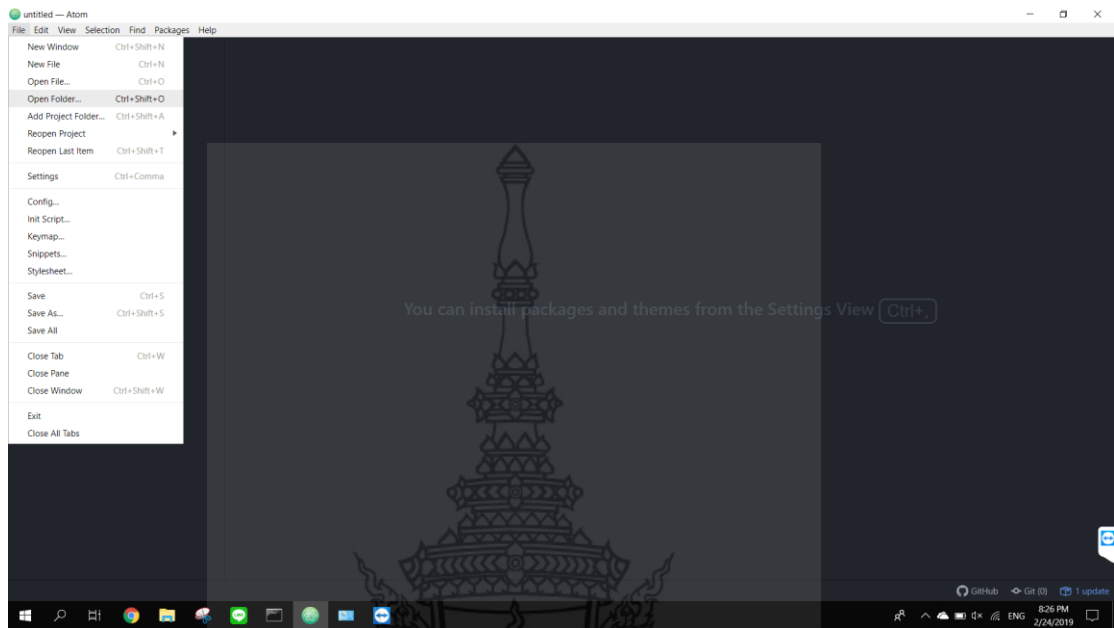 untitled — Atom
File Edit View Selection Find Packages Help
New Window Ctrl+Shift+N
New File Ctrl+N
Open File... Ctrl+O
Open Folder... Ctrl+Shift+O
Add Project Folder... Ctrl+Shift+A
Reopen Project
Reopen Last Item Ctrl+Shift+T
Settings Ctrl+Comma
Config...
Init Script...
Keymap...
Snippets...
Stylesheet...
Save Ctrl+S
Save As... Ctrl+Shift+S
Save All
Close Tab Ctrl+W
Close Pane
Close Window Ctrl+Shift+W
Exit
Close All Tabs
You can install packages and themes from the Settings View Ctrl+,
GitHub Git (0) 1 update
ENG
8:26 PM
2/24/2019